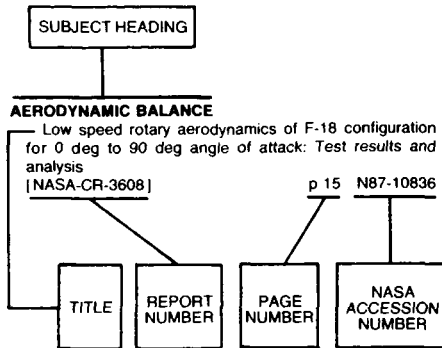 SUBJECT HEADING
AERODYNAMIC BALANCE
Low speed rotary aerodynamics of F-18 configuration
for 0 deg to 90 deg angle of attack: Test results and
analysis
[NASA-CR-3608] p 15 N87-10836
TITLE
REPORT
NUMBER
PAGE
NUMBER
NASA
ACCESSION
NUMBER